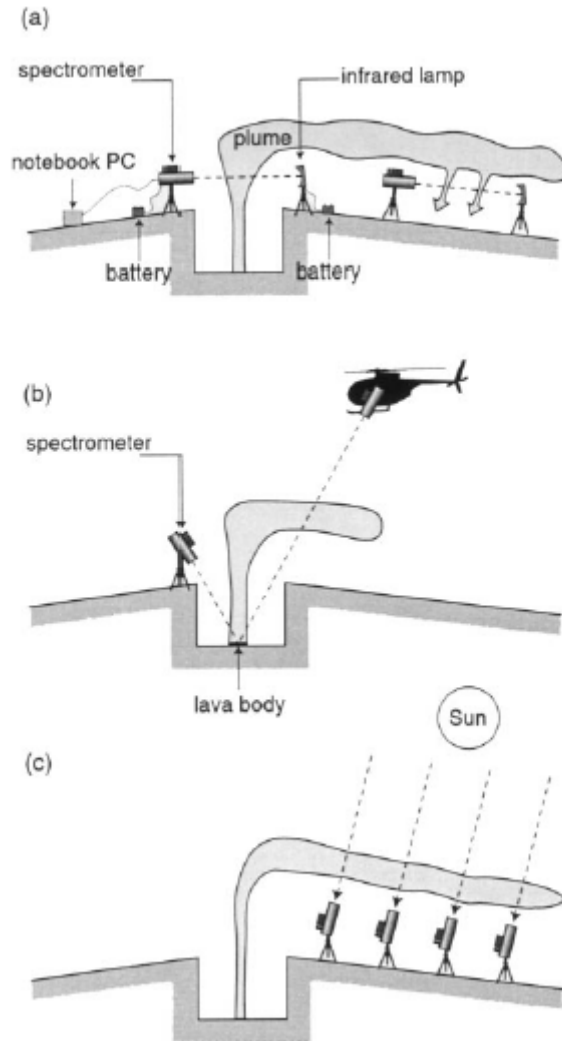 (a)
spectrometer
infrared lamp
plume
notebook PC
battery
battery
(b)
spectrometer
lava body
Sun
(c)